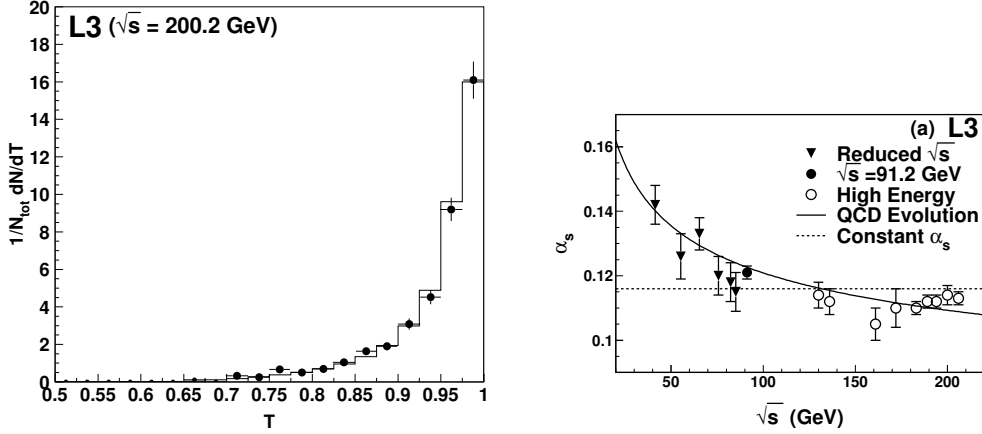 L3 (√s = 200.2 GeV)
1/N_tot dN/dT
20
18
16
14
12
10
8
6
4
2
0
0.5 0.55 0.6 0.65 0.7 0.75 0.8 0.85 0.9 0.95 1
T
(a) L3
Reduced √s
√s =91.2 GeV
High Energy
QCD Evolution
Constant α_s
α_s
0.16
0.14
0.12
0.1
50 100 150 200
√s (GeV)